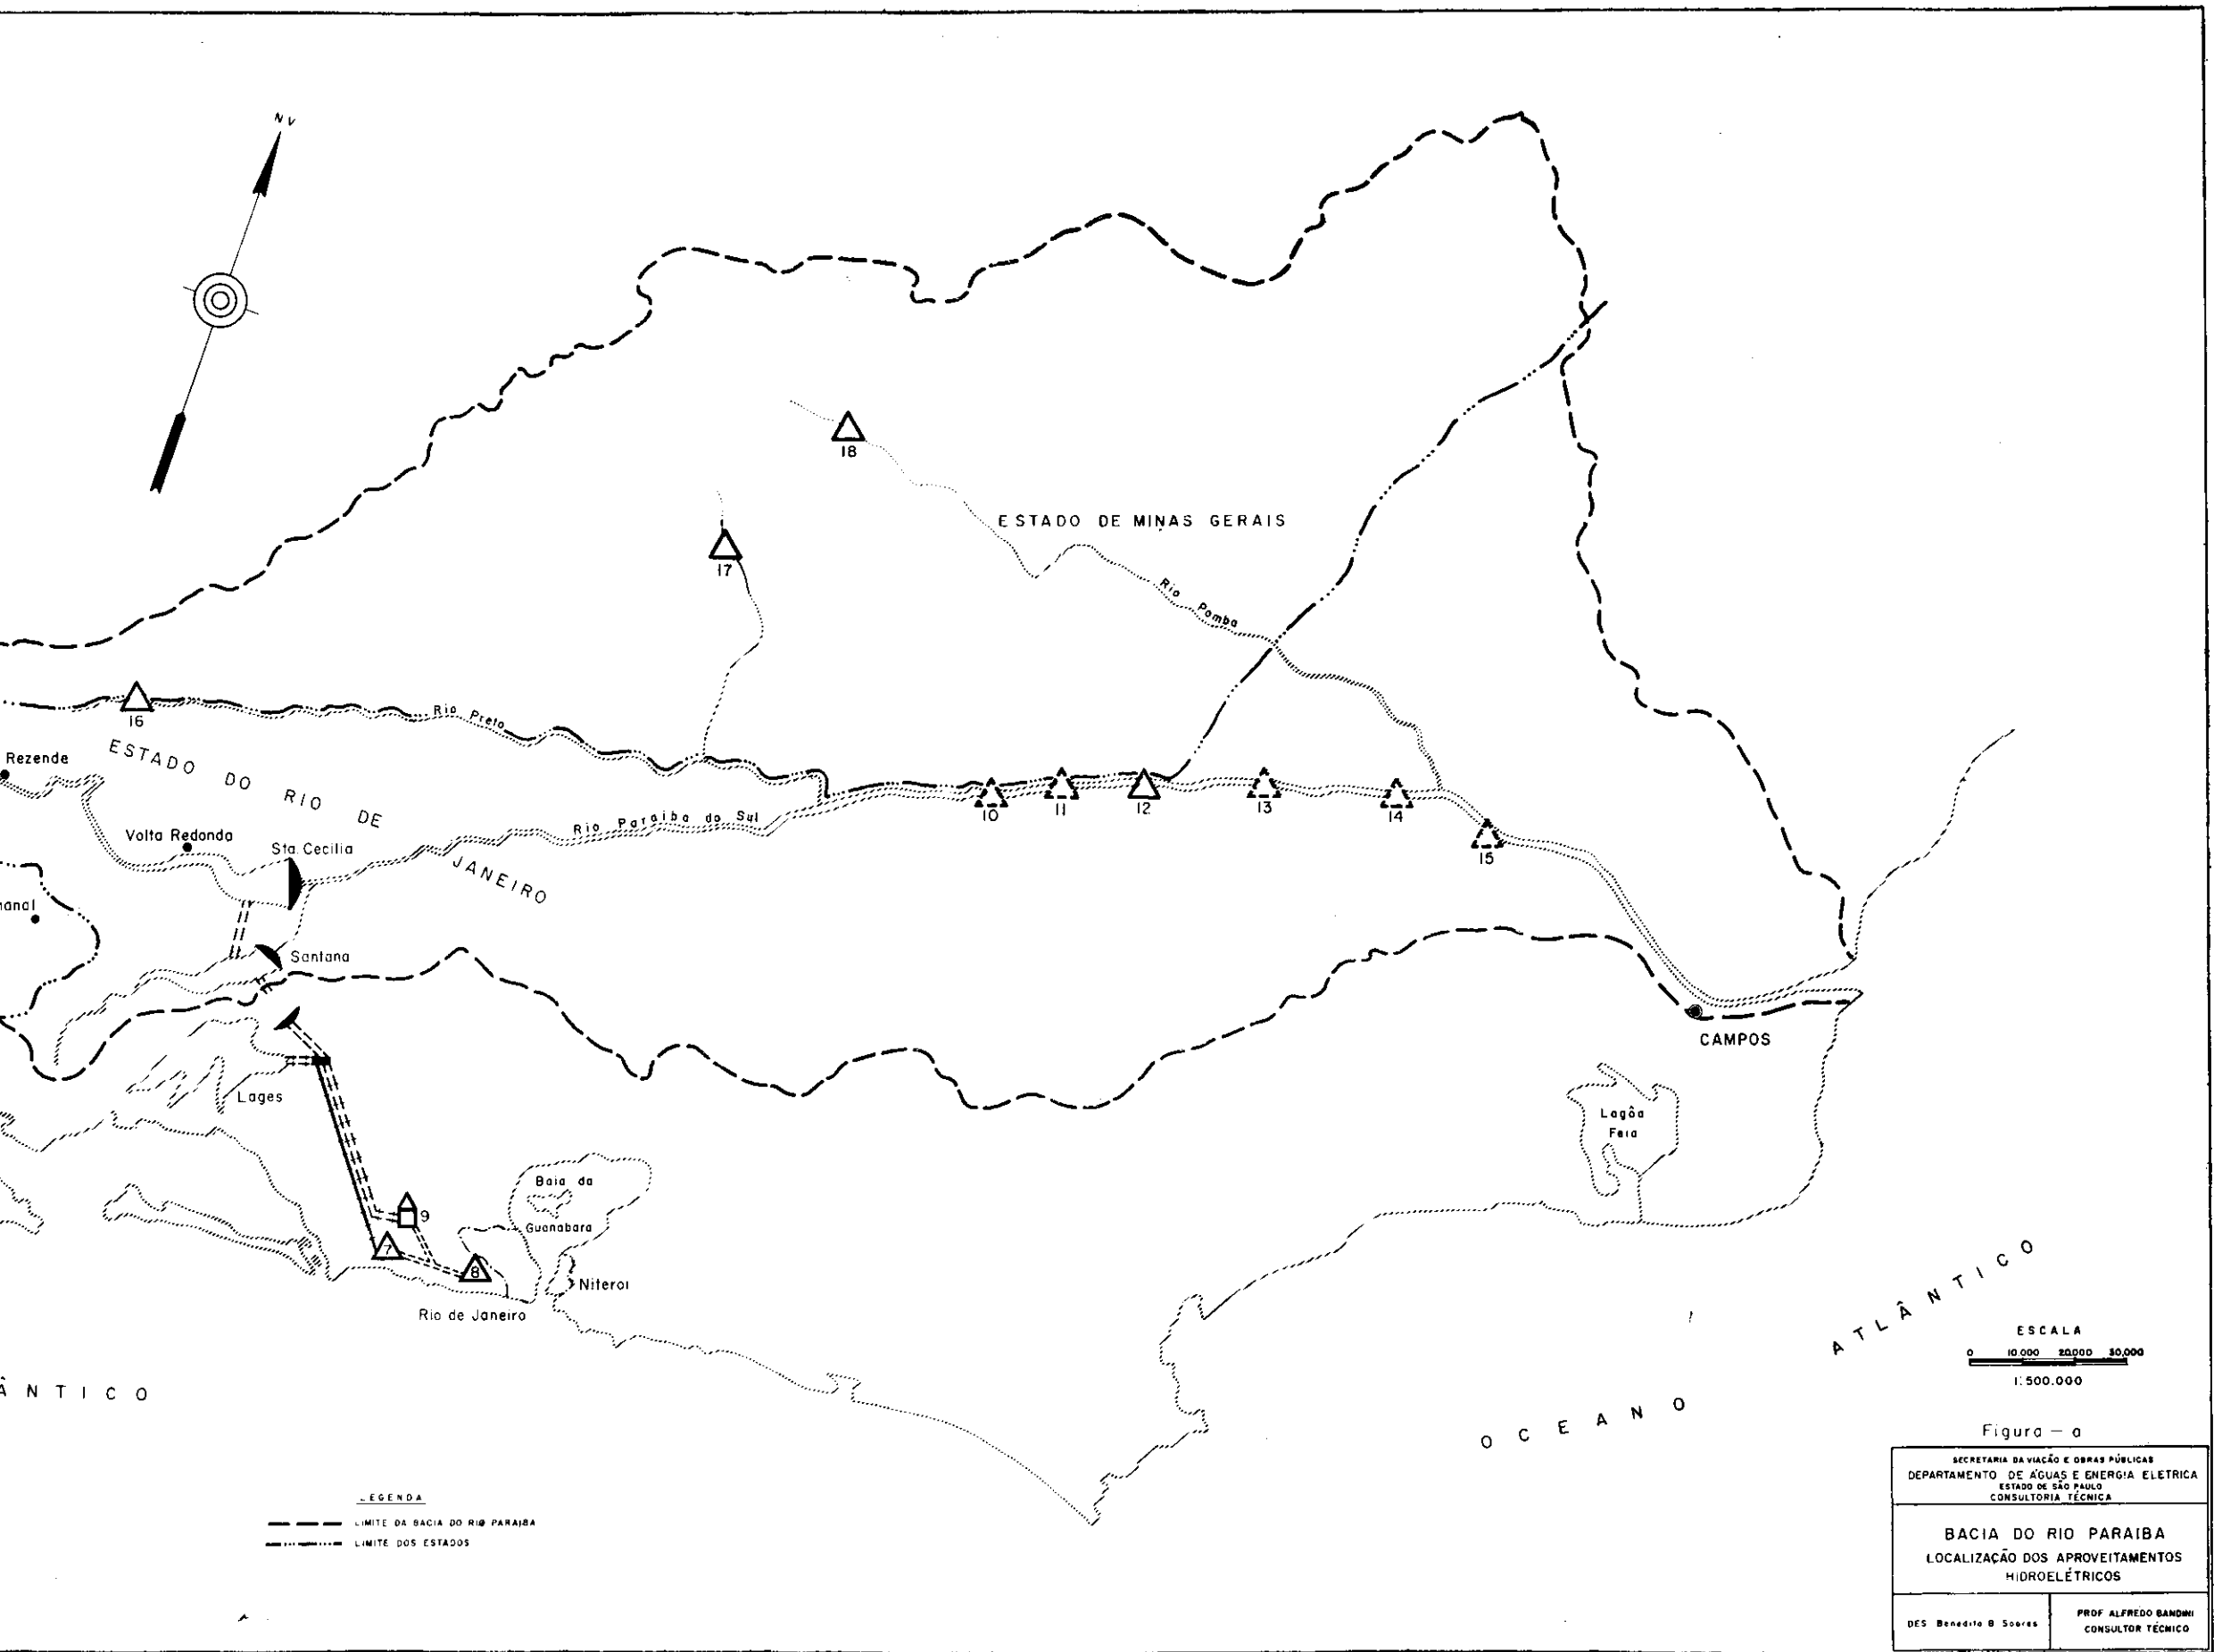 NV
18
ESTADO DE MINAS GERAIS
17
Rio Pomba
16
Rio Preto
Rezende
ESTADO DO RIO DE JANEIRO
10
11
12
13
14
15
Rio Paraiba do Sul
Volta Redonda
Sta. Cecilia
nanal
Santana
CAMPOS
Lages
Lagôa
Feia
Baia da
Guanabara
9
7
8
Niteroi
Rio de Janeiro
OCEANO ATLÂNTICO
ÂNTICO
ESCALA
0 10.000 20.000 30,000
1:500.000
Figura - a
LEGENDA
LIMITE DA BACIA DO RIO PARAIBA
LIMITE DOS ESTADOS
SECRETARIA DA VIAÇÃO E OBRAS PÚBLICAS
DEPARTAMENTO DE ÁGUAS E ENERGIA ELETRICA
ESTADO DE SÃO PAULO
CONSULTORIA TÉCNICA
BACIA DO RIO PARAIBA
LOCALIZAÇÃO DOS APROVEITAMENTOS
HIDROELÉTRICOS
DES Benedito B Soares
PROF ALFREDO BANDINI
CONSULTOR TECNICO